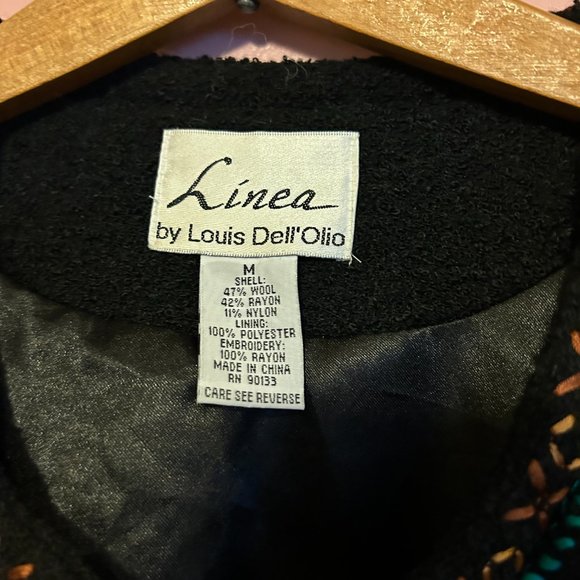 Linea
by Louis Dell'Olio
M
SHELL:
47% WOOL
42% RAYON
11% NYLON
LINING:
100% POLYESTER
EMBROIDERY:
100% RAYON
MADE IN CHINA
RN 90133
CARE SEE REVERSE